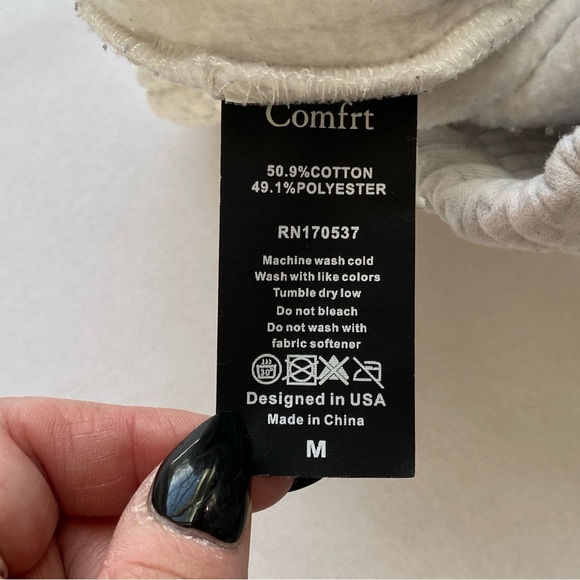 Comfrt
50.9%COTTON
49.1%POLYESTER
RN170537
Machine wash cold
Wash with like colors
Tumble dry low
Do not bleach
Do not wash with
fabric softener
30°
Designed in USA
Made in China
M